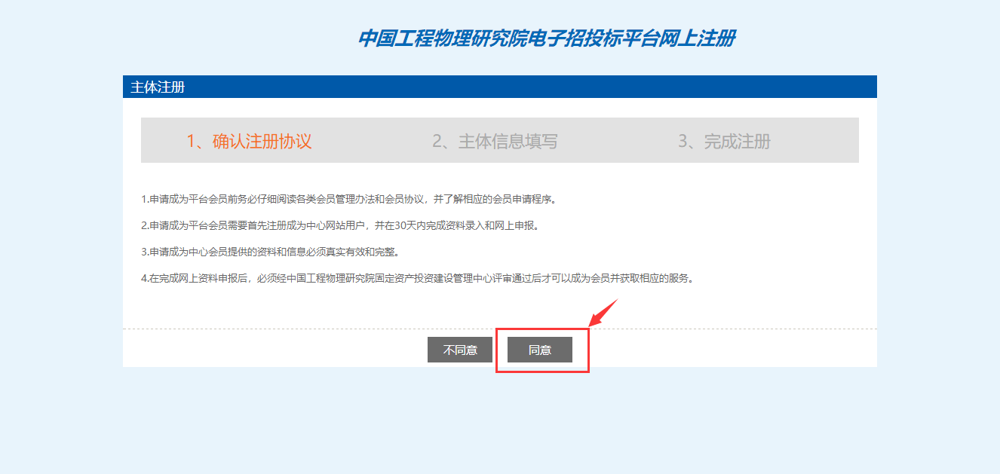 中国工程物理研究院电子招投标平台网上注册
主体注册
1、确认注册协议
2、主体信息填写
3、完成注册
1.申请成为平台会员前务必仔细阅读各类会员管理办法和会员协议，并了解相应的会员申请程序。
2.申请成为平台会员需要首先注册成为中心网站用户，并在30天内完成资料录入和网上申报。
3.申请成为中心会员提供的资料和信息必须真实有效和完整。
4.在完成网上资料申报后，必须经中国工程物理研究院固定资产投资建设管理中心评审通过后才可以成为会员并获取相应的服务。
不同意
同意